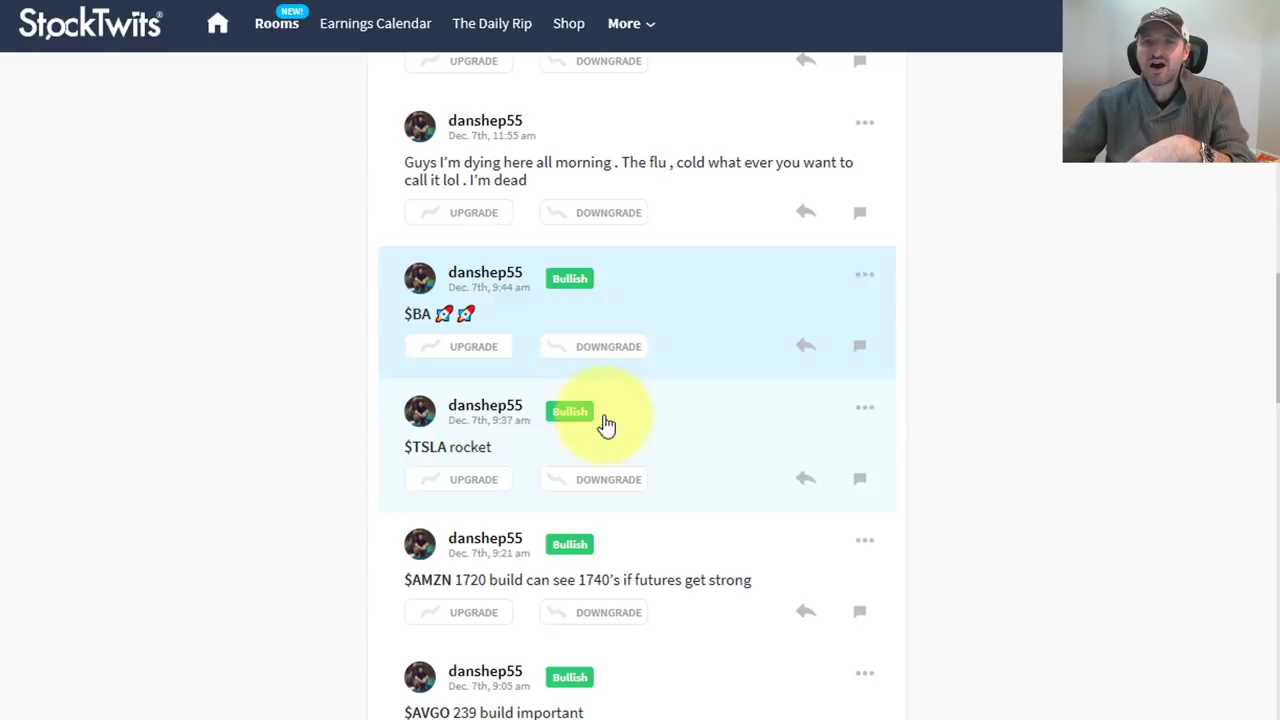 StockTwits®
NEW!
Rooms
Earnings Calendar
The Daily Rip
Shop
More
UPGRADE
DOWNGRADE
danshep55
Dec. 7th, 11:55 am
Guys I'm dying here all morning . The flu , cold what ever you want to
call it lol . I'm dead
UPGRADE
DOWNGRADE
danshep55
Bullish
Dec. 7th, 9:44 am
$BA 🚀 🚀
UPGRADE
DOWNGRADE
danshep55
Bullish
Dec. 7th, 9:37 am
$TSLA rocket
UPGRADE
DOWNGRADE
danshep55
Bullish
Dec. 7th, 9:21 am
$AMZN 1720 build can see 1740's if futures get strong
UPGRADE
DOWNGRADE
danshep55
Bullish
Dec. 7th, 9:05 am
$AVGO 239 build important